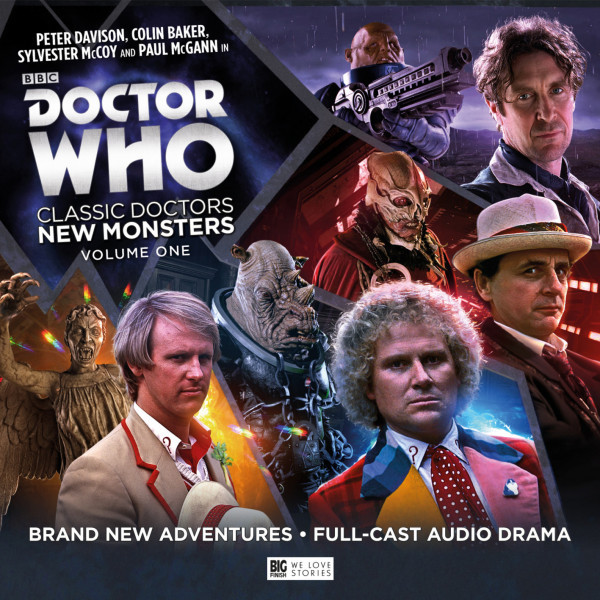 PETER DAVISON, COLIN BAKER,
SYLVESTER McCOY AND PAUL McGANN IN
BBC
DOCTOR
WHO
CLASSIC DOCTORS
NEW MONSTERS
VOLUME ONE
?
?
?
BRAND NEW ADVENTURES • FULL-CAST AUDIO DRAMA
BIG
FINISH
WE LOVE
STORIES